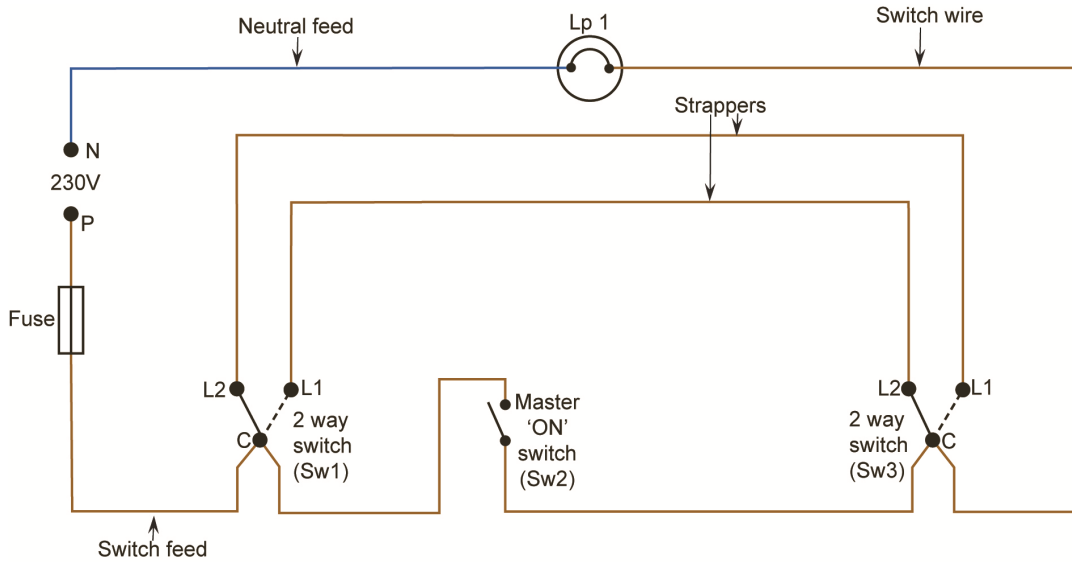 Neutral feed
Lp 1
Switch wire
Strappers
N
230V
P
Fuse
L2
L1
C
2 way
switch
(Sw1)
Master
‘ON’
switch
(Sw2)
L2
L1
2 way
switch
(Sw3)
C
Switch feed